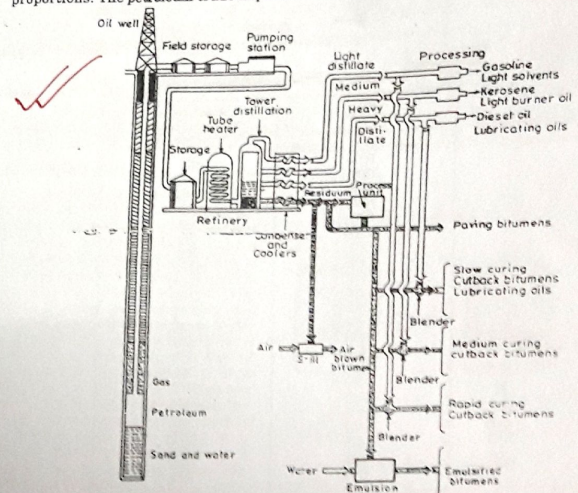 proportions. The petroleum
Oil well
Field storage
Pumping
station
Light
distillate
Processing
Gasoline
Light solvents
Medium
Kerosene
Light burner oil
Heavy
Diesel oil
Lubricating oils
Disti-
llate
Tower
distillation
Tube
heater
Storage
Residuum
Process
unit
Refinery
Condense
and
Coolers
Paving bitumens
Slow curing
Cutback bitumens
Lubricating oils
Blender
Air
Still
Air
blown
bitume
Medium curing
cutback bitumens
Blender
Gas
Petroleum
Rapid curing
Cutback bitumens
Blender
Sand and water
Water
Emulsion
Emulsified
bitumens